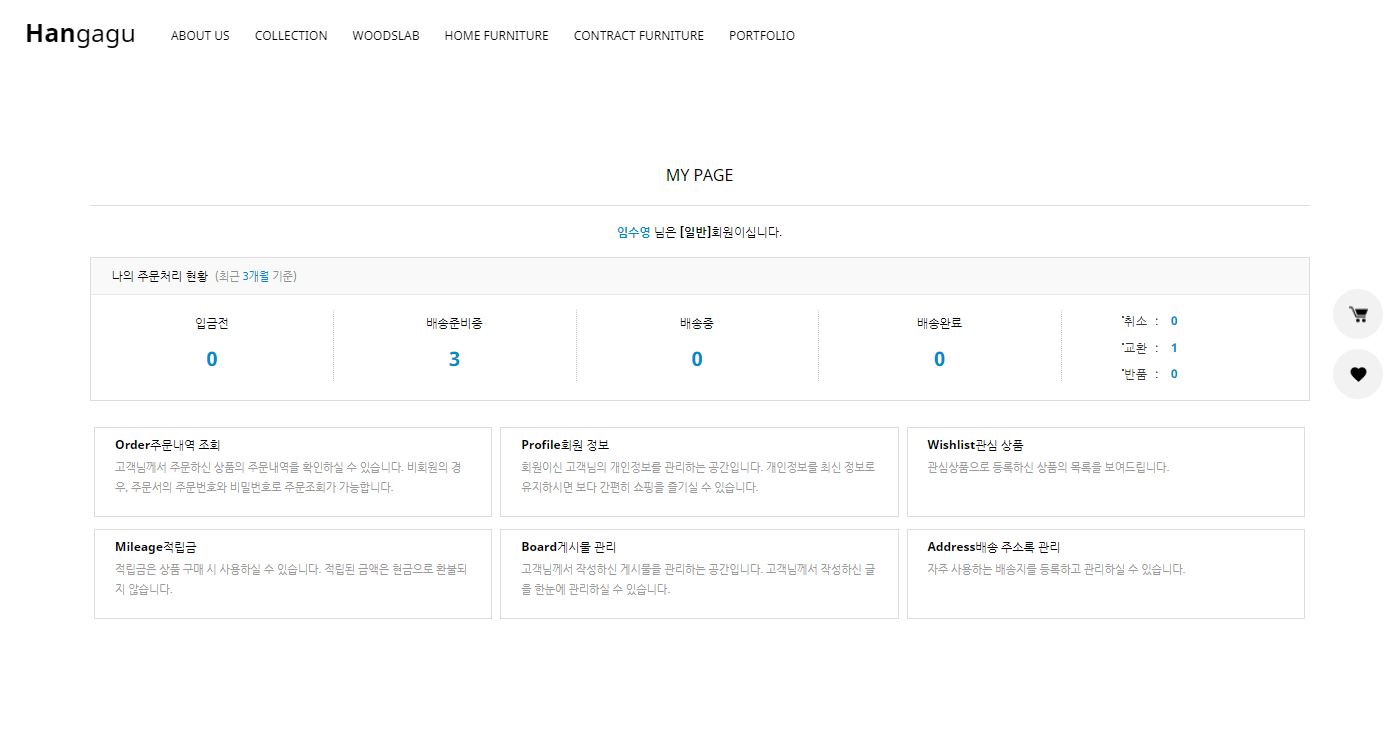 Hangagu ABOUT US COLLECTION WOODSLAB HOME FURNITURE CONTRACT FURNITURE PORTFOLIO
MY PAGE
임수영 님은 [일반]회원이십니다.
나의 주문처리 현황 (최근 3개월 기준)
입금전
0
배송준비중
3
배송중
0
배송완료
0
취소 : 0
교환 : 1
반품 : 0
Order주문내역 조회
고객님께서 주문하신 상품의 주문내역을 확인하실 수 있습니다. 비회원의 경
우, 주문서의 주문번호와 비밀번호로 주문조회가 가능합니다.
Profile회원 정보
회원이신 고객님의 개인정보를 관리하는 공간입니다. 개인정보를 최신 정보로
유지하시면 보다 간편히 쇼핑을 즐기실 수 있습니다.
Wishlist관심 상품
관심상품으로 등록하신 상품의 목록을 보여드립니다.
Mileage적립금
적립금은 상품 구매 시 사용하실 수 있습니다. 적립된 금액은 현금으로 환불되
지 않습니다.
Board게시물 관리
고객님께서 작성하신 게시물을 관리하는 공간입니다. 고객님께서 작성하신 글
을 한눈에 관리하실 수 있습니다.
Address배송 주소록 관리
자주 사용하는 배송지를 등록하고 관리하실 수 있습니다.